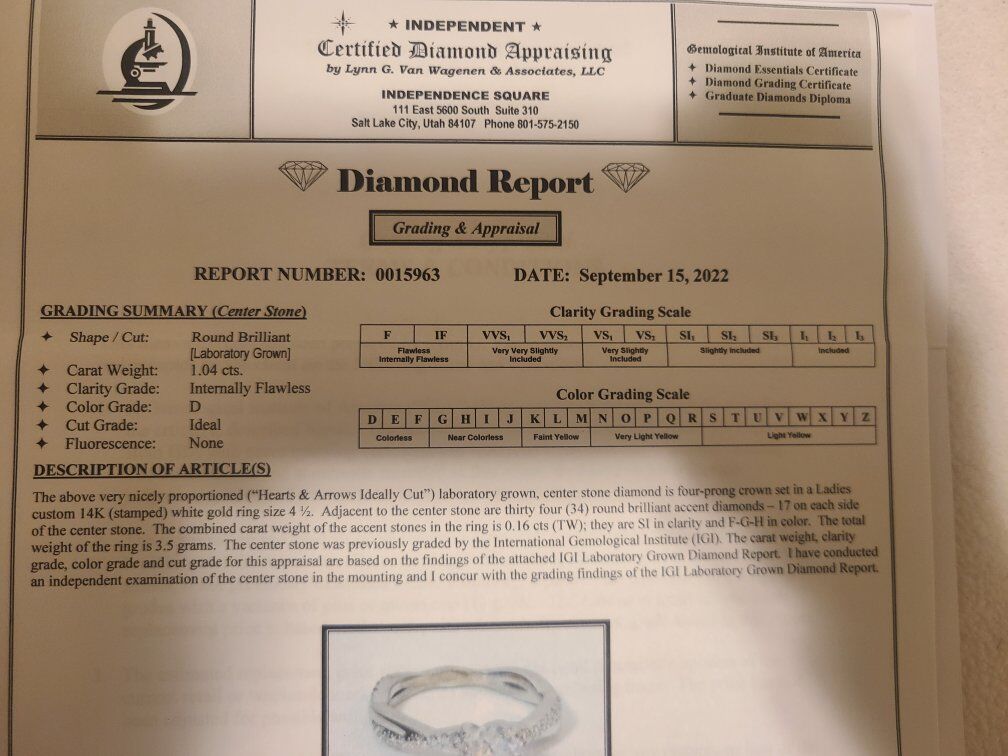 ★ INDEPENDENT ★
Certified Diamond Appraising
by Lynn G. Van Wagenen & Associates, LLC
INDEPENDENCE SQUARE
111 East 5600 South Suite 310
Salt Lake City, Utah 84107 Phone 801-575-2150
Gemological Institute of America
✦ Diamond Essentials Certificate
✦ Diamond Grading Certificate
✦ Graduate Diamonds Diploma
Diamond Report
Grading & Appraisal
REPORT NUMBER: 0015963 DATE: September 15, 2022
GRADING SUMMARY (Center Stone)
✦ Shape / Cut: Round Brilliant
[Laboratory Grown]
✦ Carat Weight: 1.04 cts.
✦ Clarity Grade: Internally Flawless
✦ Color Grade: D
✦ Cut Grade: Ideal
✦ Fluorescence: None
Clarity Grading Scale
F IF VVS₁ VVS₂ VS₁ VS₂ SI₁ SI₂ SI₃ I₁ I₂ I₃
Flawless Internally Flawless Very Very Slightly Included Very Slightly Included Slightly Included Included
Color Grading Scale
D E F G H I J K L M N O P Q R S T U V W X Y Z
Colorless Near Colorless Faint Yellow Very Light Yellow Light Yellow
DESCRIPTION OF ARTICLE(S)
The above very nicely proportioned ("Hearts & Arrows Ideally Cut") laboratory grown, center stone diamond is four-prong crown set in a Ladies
custom 14K (stamped) white gold ring size 4 ½. Adjacent to the center stone are thirty four (34) round brilliant accent diamonds – 17 on each side
of the center stone. The combined carat weight of the accent stones in the ring is 0.16 cts (TW); they are SI in clarity and F-G-H in color. The total
weight of the ring is 3.5 grams. The center stone was previously graded by the International Gemological Institute (IGI). The carat weight, clarity
grade, color grade and cut grade for this appraisal are based on the findings of the attached IGI Laboratory Grown Diamond Report. I have conducted
an independent examination of the center stone in the mounting and I concur with the grading findings of the IGI Laboratory Grown Diamond Report.